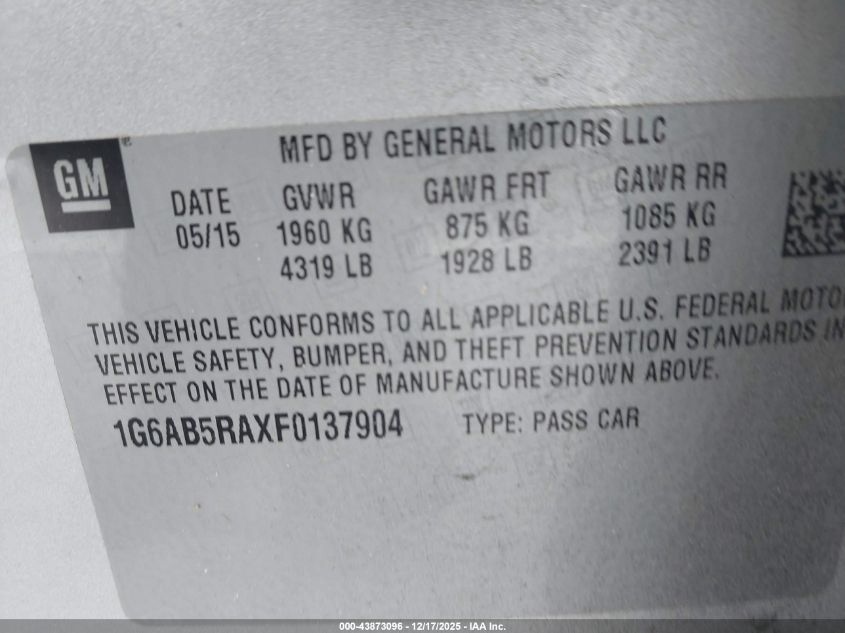 GM
MFD BY GENERAL MOTORS LLC
DATE GVWR GAWR FRT GAWR RR
05/15 1960 KG 875 KG 1085 KG
4319 LB 1928 LB 2391 LB
THIS VEHICLE CONFORMS TO ALL APPLICABLE U.S. FEDERAL MOTO
VEHICLE SAFETY, BUMPER, AND THEFT PREVENTION STANDARDS IN
EFFECT ON THE DATE OF MANUFACTURE SHOWN ABOVE.
1G6AB5RAXF0137904 TYPE: PASS CAR
000-43873096 - 12/17/2025 - IAA Inc.